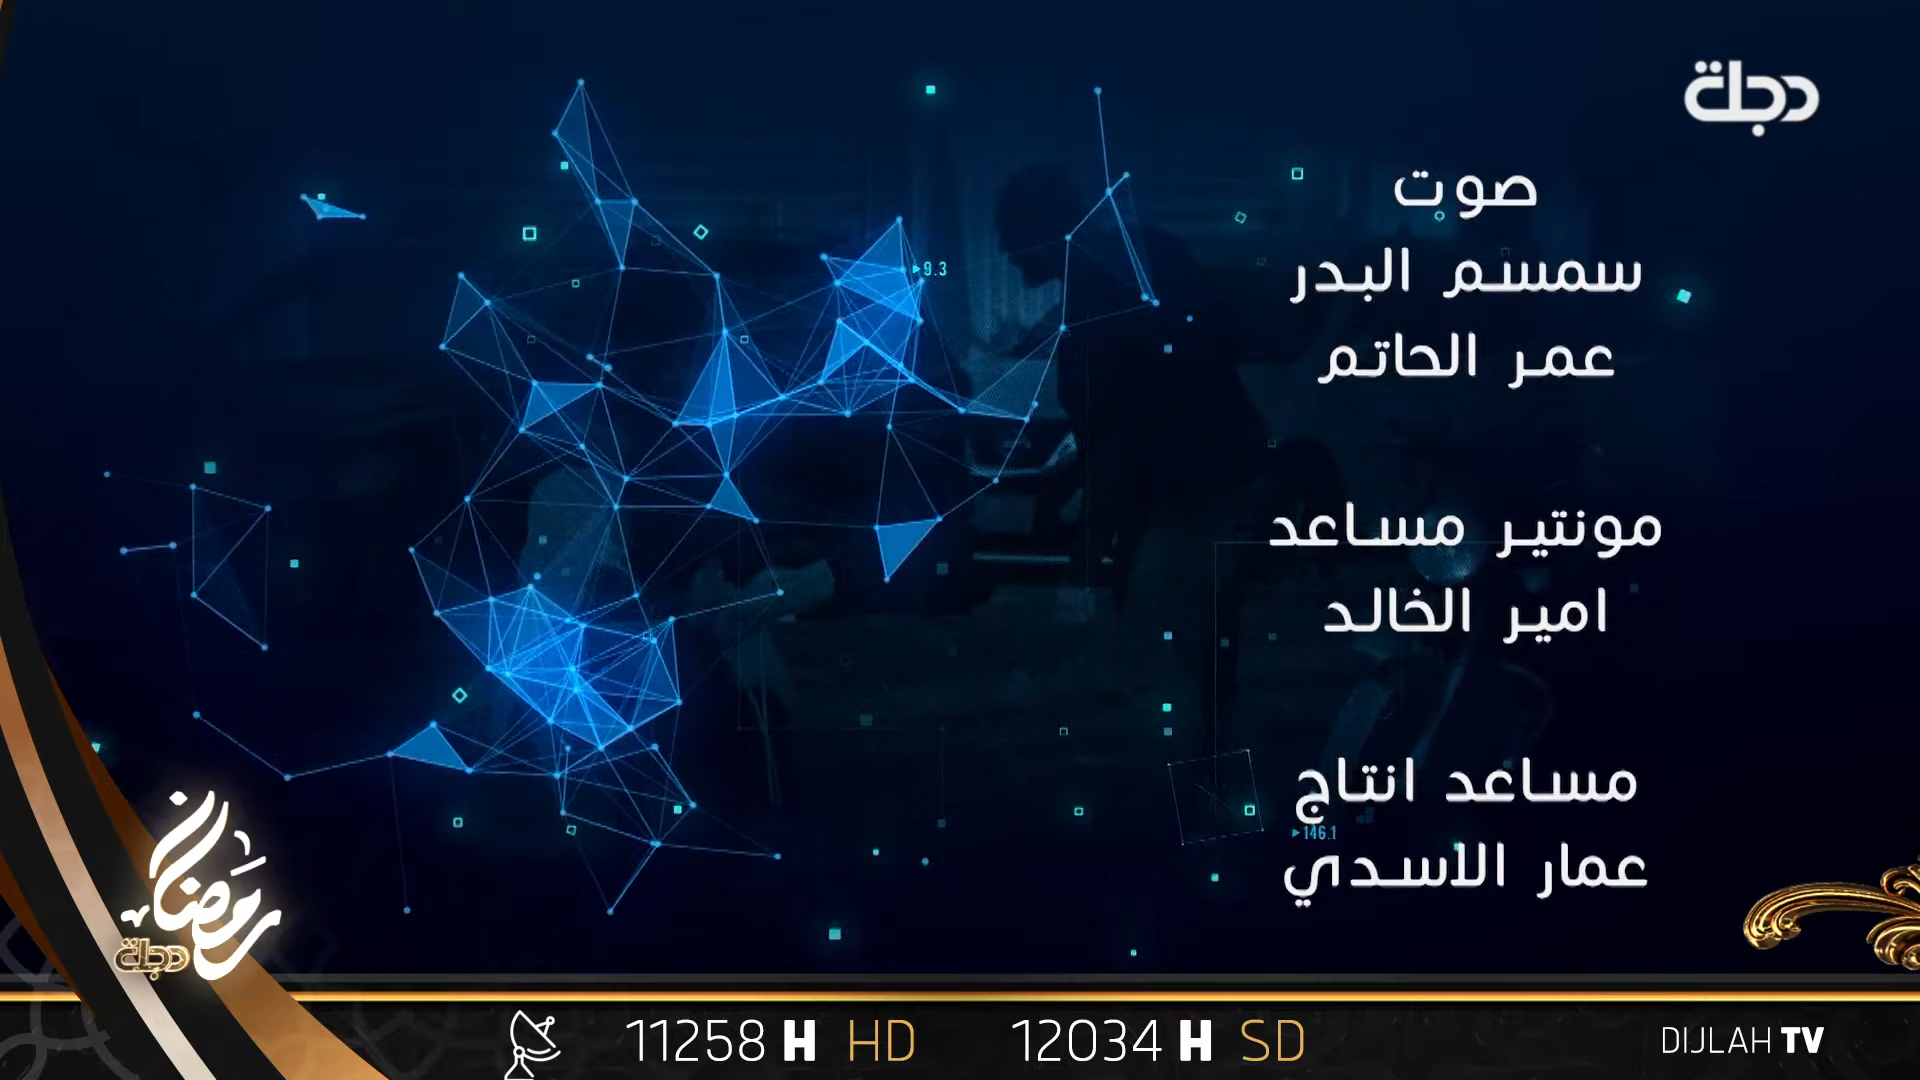 دجلة
صوت
سمسم البدر
عمر الحاتم
مونتير مساعد
امير الخالد
مساعد انتاج
عمار الاسدي
9.3
146.1
رمضان
دجلة
11258 H HD 12034 H SD DIJLAH TV